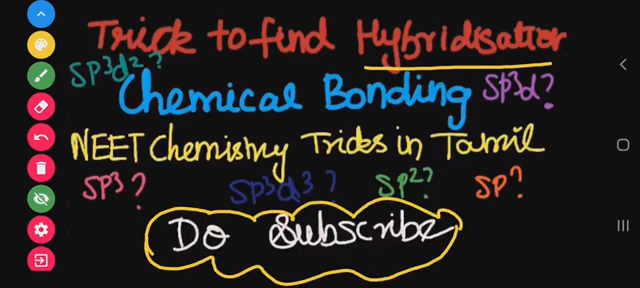 Trick to find Hybridisation
SP³d²?
Chemical Bonding
SP³d?
NEET Chemistry Tricks in Tamil
SP³?
SP³d³?
SP²?
SP?
Do Subscribe